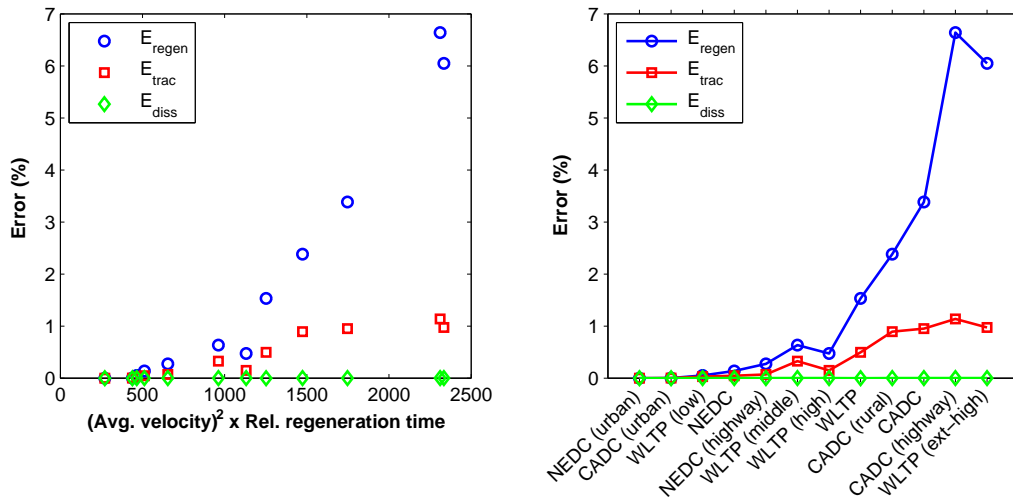 7
6
5
4
3
2
1
0
Error (%)
E_regen
E_trac
E_diss
0
500
1000
1500
2000
2500
(Avg. velocity)^2 x Rel. regeneration time
7
6
5
4
3
2
1
0
Error (%)
E_regen
E_trac
E_diss
NEDC (urban)
CADC (urban)
WLTP (low)
NEDC
NEDC (highway)
WLTP (middle)
WLTP (high)
WLTP
CADC (rural)
CADC
CADC (highway)
WLTP (ext−high)